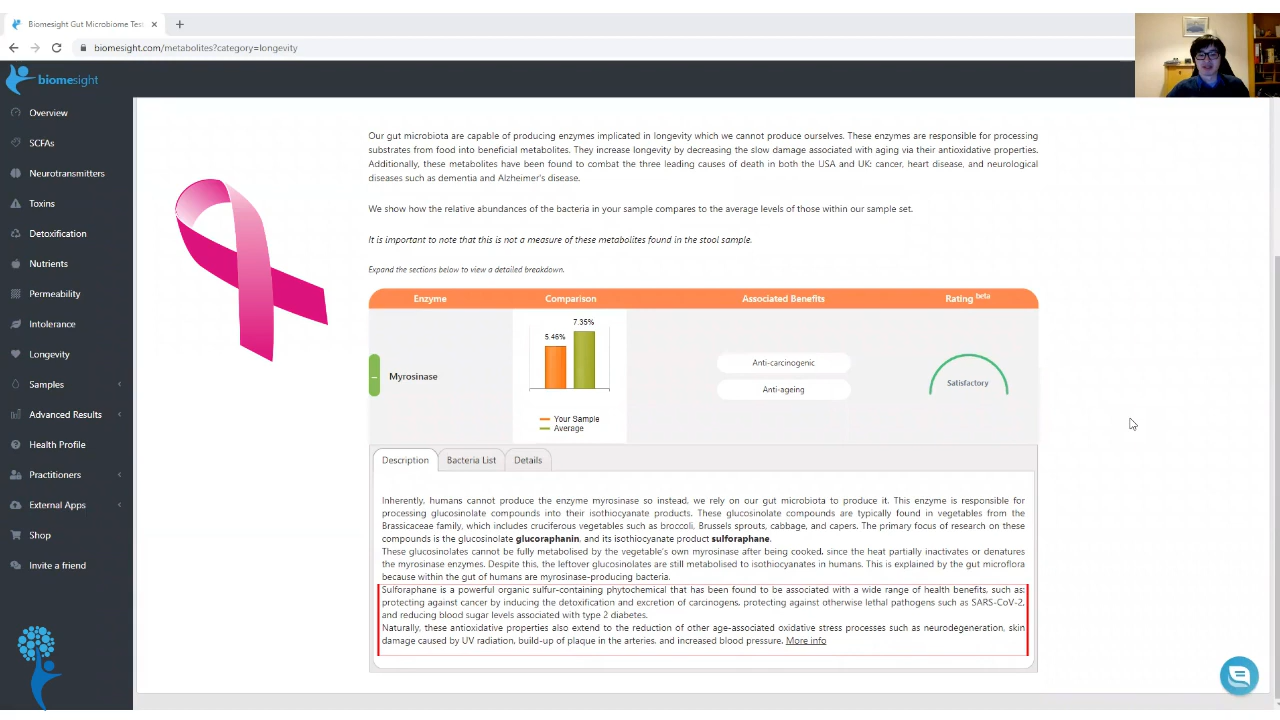 Biomesight Gut Microbiome Tes
biomesight.com/metabolites?category=longevity
biomesight
Overview
SCFAs
Neurotransmitters
Toxins
Detoxification
Nutrients
Permeability
Intolerance
Longevity
Samples
Advanced Results
Health Profile
Practitioners
External Apps
Shop
Invite a friend
Our gut microbiota are capable of producing enzymes implicated in longevity which we cannot produce ourselves. These enzymes are responsible for processing
substrates from food into beneficial metabolites. They increase longevity by decreasing the slow damage associated with aging via their antioxidative properties.
Additionally, these metabolites have been found to combat the three leading causes of death in both the USA and UK: cancer, heart disease, and neurological
diseases such as dementia and Alzheimer's disease.
We show how the relative abundances of the bacteria in your sample compares to the average levels of those within our sample set.
It is important to note that this is not a measure of these metabolites found in the stool sample.
Expand the sections below to view a detailed breakdown.
Enzyme Comparison Associated Benefits Rating beta
7.35%
5.46%
Myrosinase
Your Sample
Average
Anti-carcinogenic
Anti-ageing
Satisfactory
Description Bacteria List Details
Inherently, humans cannot produce the enzyme myrosinase so instead, we rely on our gut microbiota to produce it. This enzyme is responsible for
processing glucosinolate compounds into their isothiocyanate products. These glucosinolate compounds are typically found in vegetables from the
Brassicaceae family, which includes cruciferous vegetables such as broccoli, Brussels sprouts, cabbage, and capers. The primary focus of research on these
compounds is the glucosinolate glucoraphanin, and its isothiocyanate product sulforaphane.
These glucosinolates cannot be fully metabolised by the vegetable's own myrosinase after being cooked, since the heat partially inactivates or denatures
the myrosinase enzymes. Despite this, the leftover glucosinolates are still metabolised to isothiocyanates in humans. This is explained by the gut microflora
because within the gut of humans are myrosinase-producing bacteria.
Sulforaphane is a powerful organic sulfur-containing phytochemical that has been found to be associated with a wide range of health benefits, such as:
protecting against cancer by inducing the detoxification and excretion of carcinogens, protecting against otherwise lethal pathogens such as SARS-CoV-2,
and reducing blood sugar levels associated with type 2 diabetes.
Naturally, these antioxidative properties also extend to the reduction of other age-associated oxidative stress processes such as neurodegeneration, skin
damage caused by UV radiation, build-up of plaque in the arteries, and increased blood pressure. More info